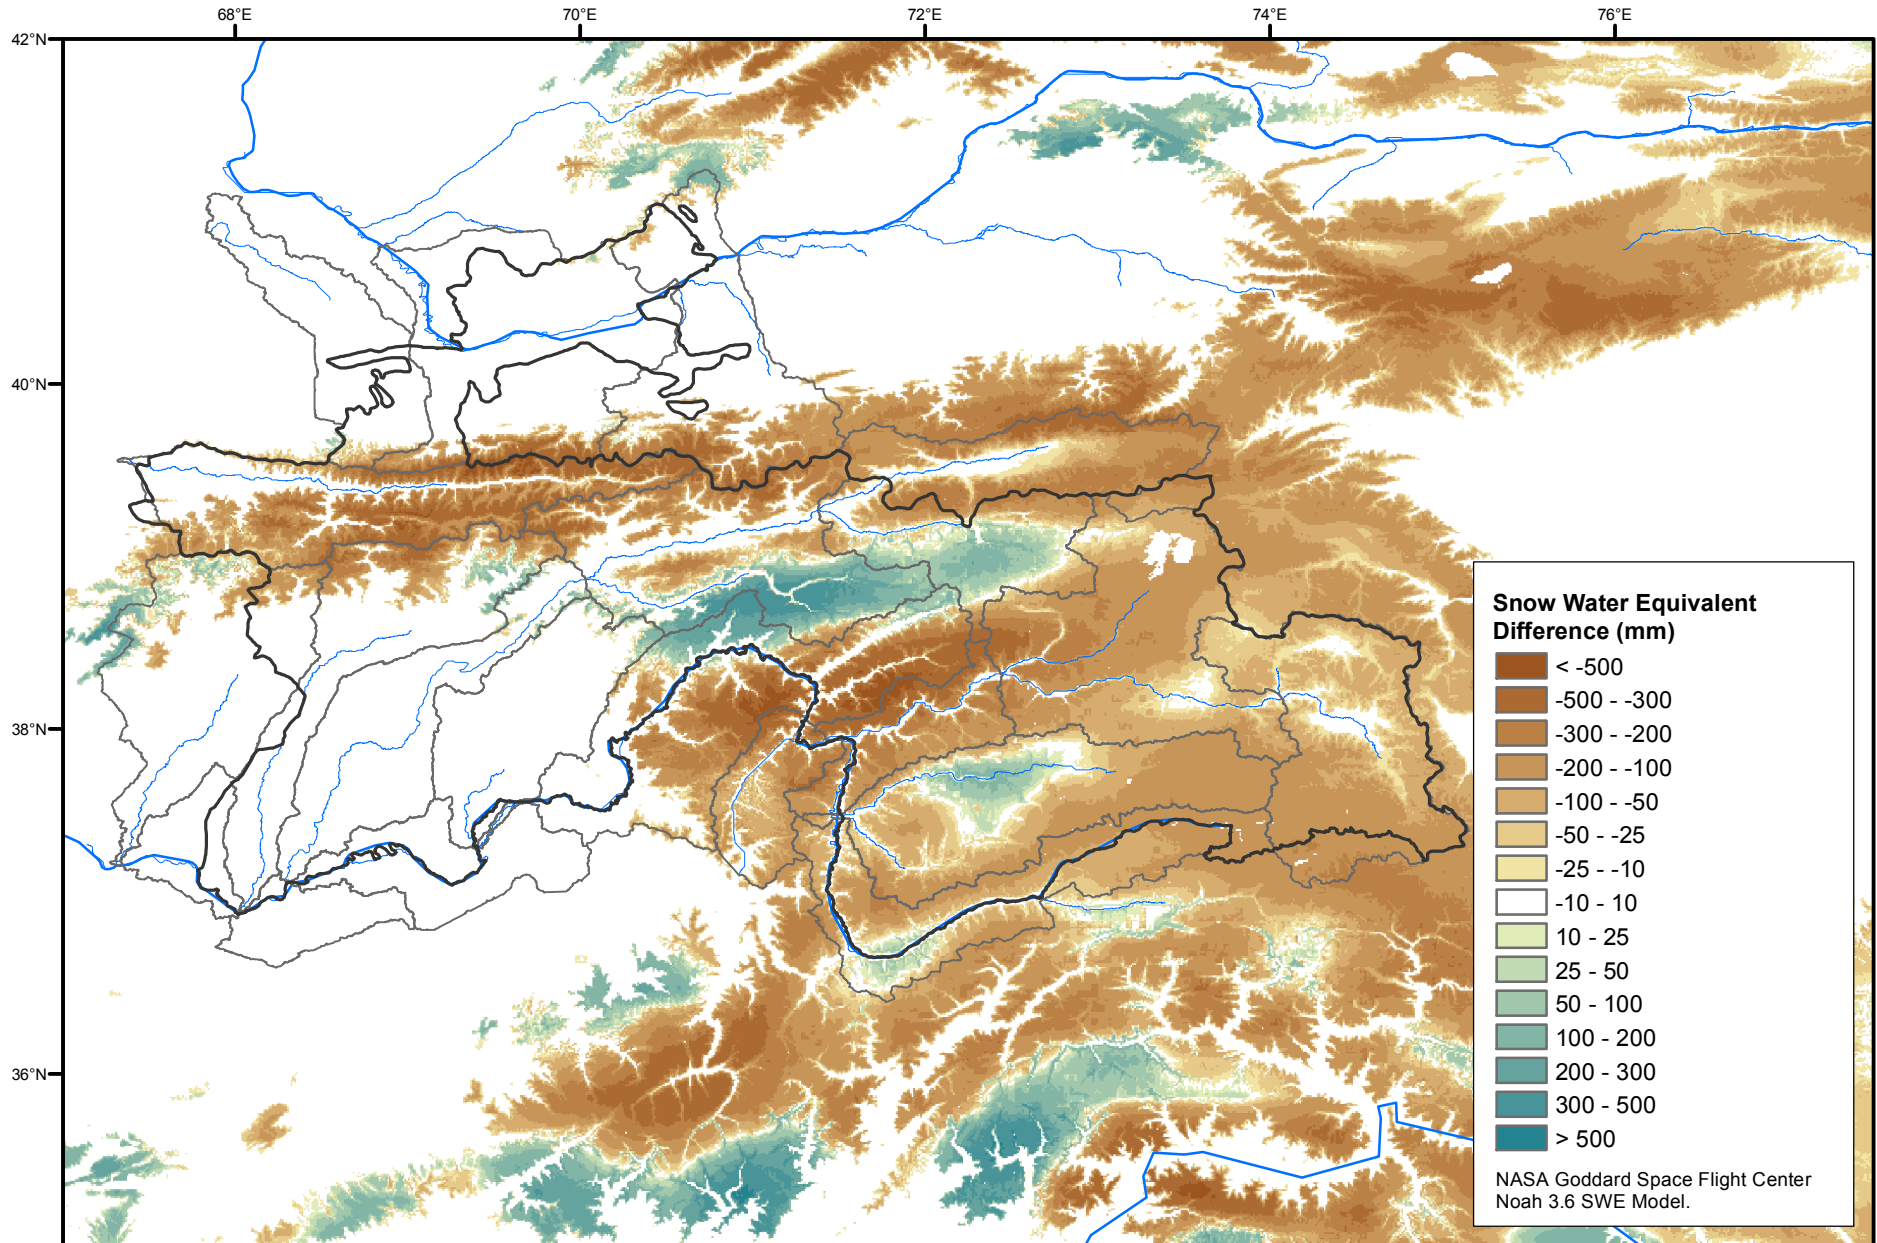 68°E 70°E 72°E 74°E 76°E
42°N
40°N
38°N
36°N
Snow Water Equivalent
Difference (mm)
< -500
-500 - -300
-300 - -200
-200 - -100
-100 - -50
-50 - -25
-25 - -10
-10 - 10
10 - 25
25 - 50
50 - 100
100 - 200
200 - 300
300 - 500
> 500
NASA Goddard Space Flight Center
Noah 3.6 SWE Model.